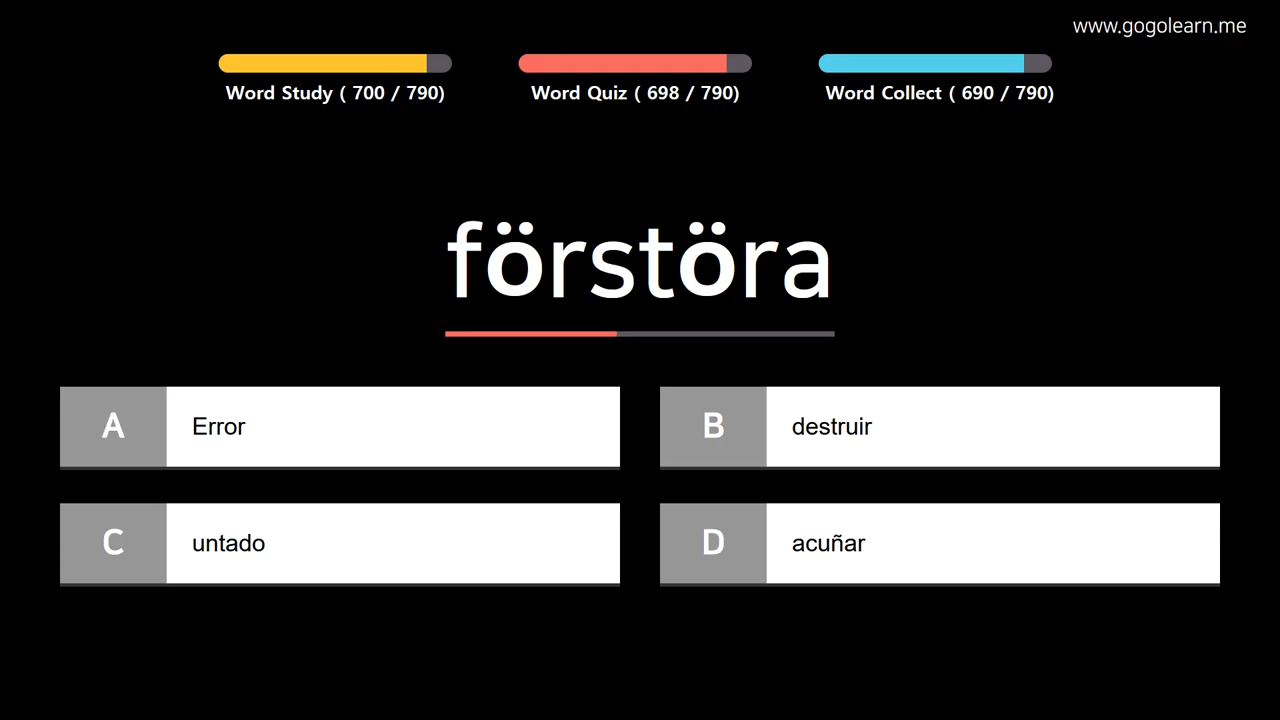 www.gogolearn.me
Word Study ( 700 / 790)
Word Quiz ( 698 / 790)
Word Collect ( 690 / 790)
förstöra
A Error
B destruir
C untado
D acuñar